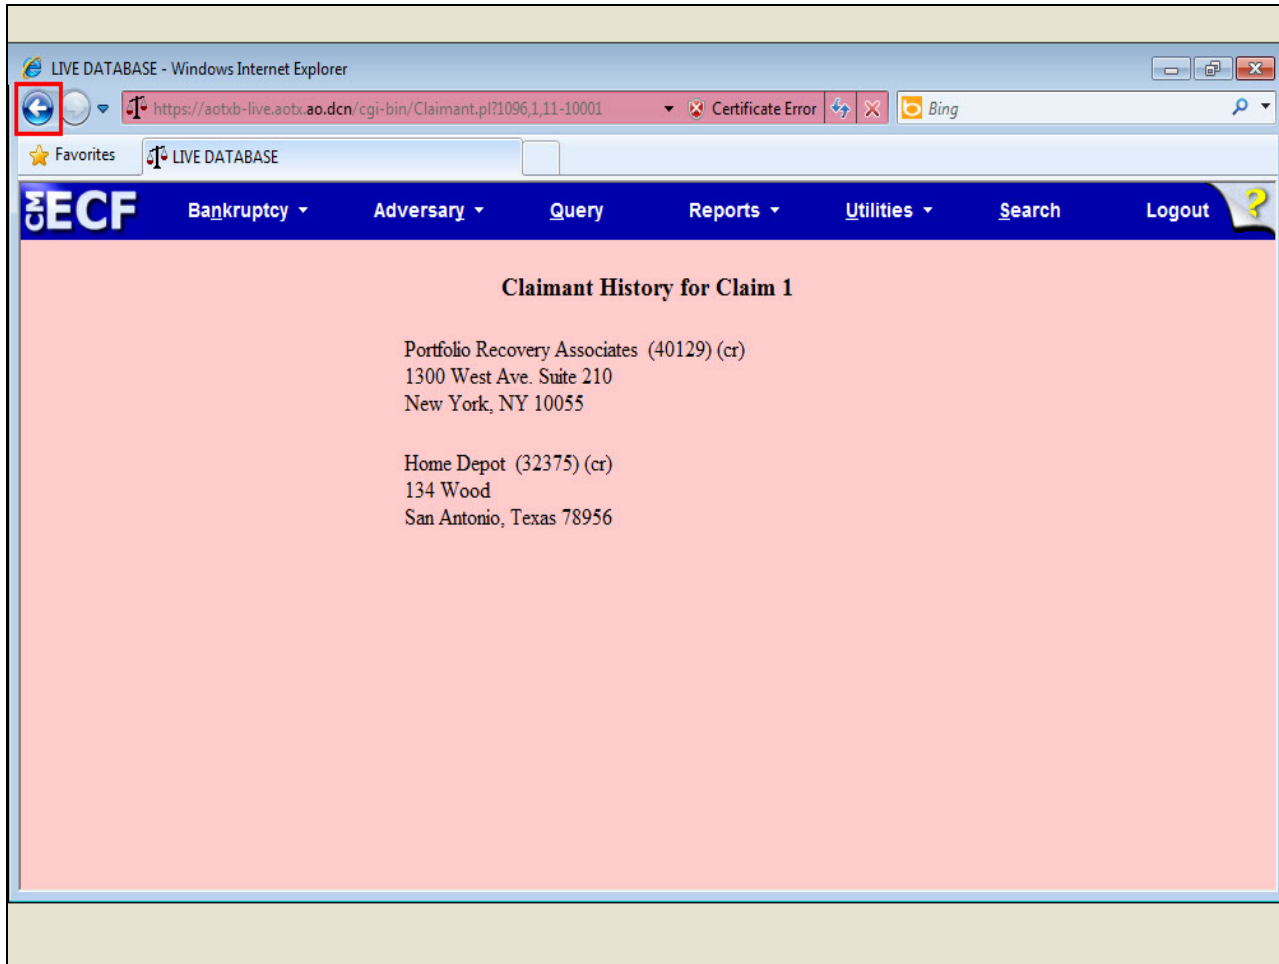 LIVE DATABASE - Windows Internet Explorer
https://aotxb-live.aotx.ao.dcn/cgi-bin/Claimant.pl?1096,1,11-10001 Certificate Error Bing
Favorites LIVE DATABASE
CM ECF Bankruptcy Adversary Query Reports Utilities Search Logout ?
Claimant History for Claim 1
Portfolio Recovery Associates (40129) (cr)
1300 West Ave. Suite 210
New York, NY 10055
Home Depot (32375) (cr)
134 Wood
San Antonio, Texas 78956